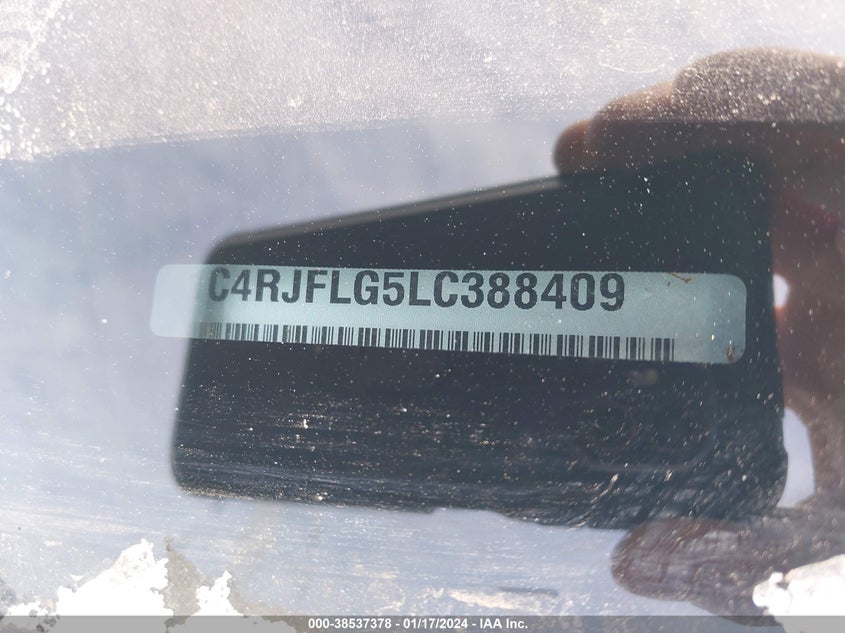 C4RJFLG5LC388409
000-38537378 - 01/17/2024 - IAA Inc.